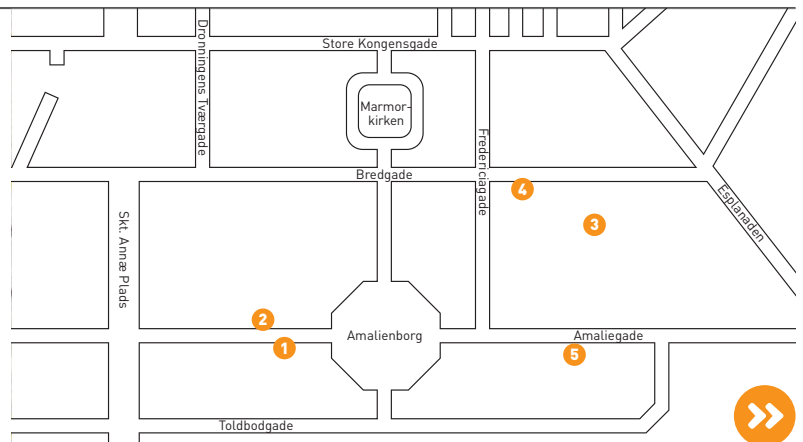 Store Kongensgade
Dronningens Tværgade
Marmor-
kirken
Fredericiagade
Bredgade
4
Esplanaden
3
Skt. Annæ Plads
2
Amalienborg
Amaliegade
1
5
Toldbodgade